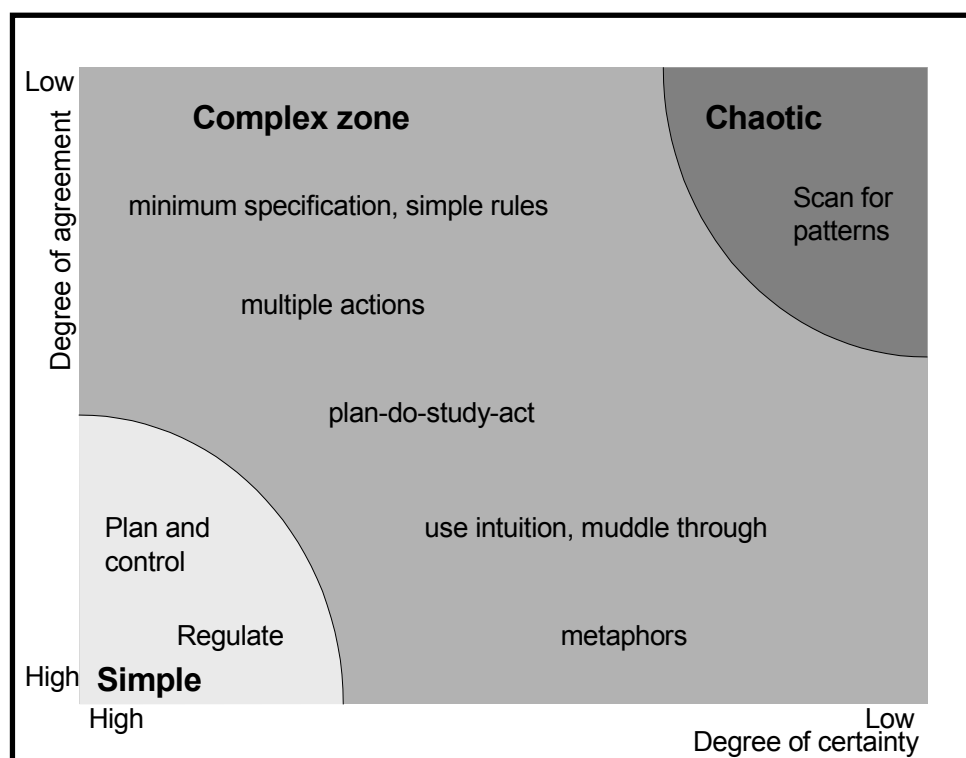 Low
Degree of agreement
Complex zone
Chaotic
minimum specification, simple rules
Scan for
patterns
multiple actions
plan-do-study-act
Plan and
control
use intuition, muddle through
Regulate
metaphors
High
Simple
High
Low
Degree of certainty